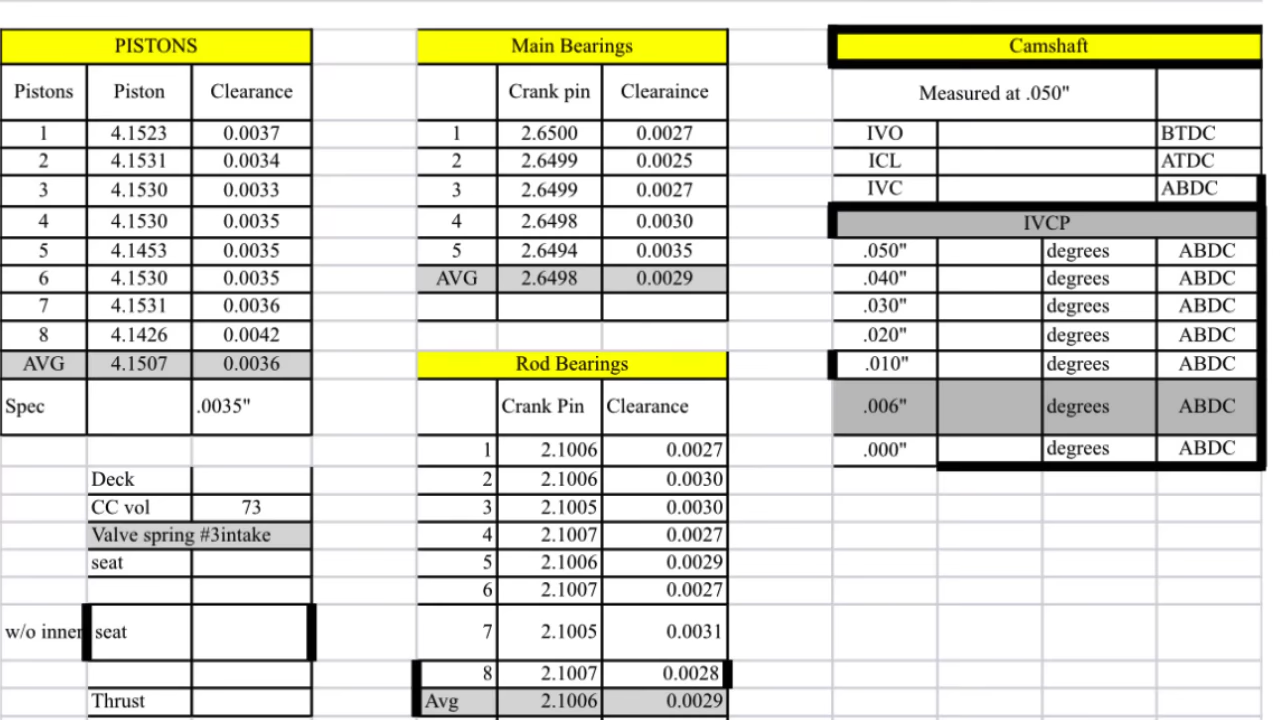 PISTONS
Pistons Piston Clearance
1 4.1523 0.0037
2 4.1531 0.0034
3 4.1530 0.0033
4 4.1530 0.0035
5 4.1453 0.0035
6 4.1530 0.0035
7 4.1531 0.0036
8 4.1426 0.0042
AVG 4.1507 0.0036
Spec .0035"
Deck
CC vol 73
Valve spring #3intake
seat
w/o inner seat
Thrust
Main Bearings
Crank pin Clearaince
1 2.6500 0.0027
2 2.6499 0.0025
3 2.6499 0.0027
4 2.6498 0.0030
5 2.6494 0.0035
AVG 2.6498 0.0029
Rod Bearings
Crank Pin Clearance
1 2.1006 0.0027
2 2.1006 0.0030
3 2.1005 0.0030
4 2.1007 0.0027
5 2.1006 0.0029
6 2.1007 0.0027
7 2.1005 0.0031
8 2.1007 0.0028
Avg 2.1006 0.0029
Camshaft
Measured at .050"
IVO BTDC
ICL ATDC
IVC ABDC
IVCP
.050" degrees ABDC
.040" degrees ABDC
.030" degrees ABDC
.020" degrees ABDC
.010" degrees ABDC
.006" degrees ABDC
.000" degrees ABDC